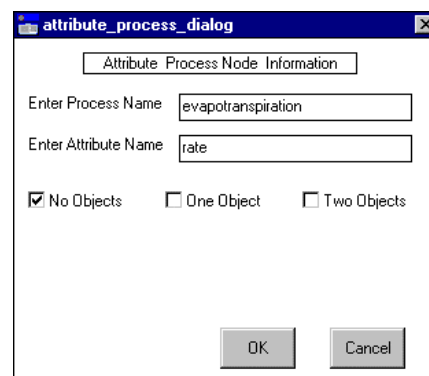 attribute_process_dialog
Attribute Process Node Information
Enter Process Name evapotranspiration
Enter Attribute Name rate
No Objects One Object Two Objects
OK Cancel